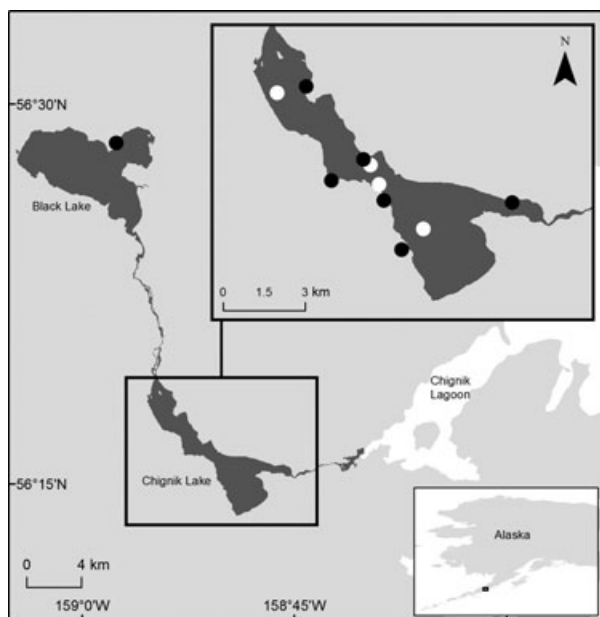 N
56°30'N
Black Lake
0 1.5 3 km
Chignik
Lagoon
56°15'N
Chignik Lake
Alaska
0 4 km
159°0'W
158°45'W